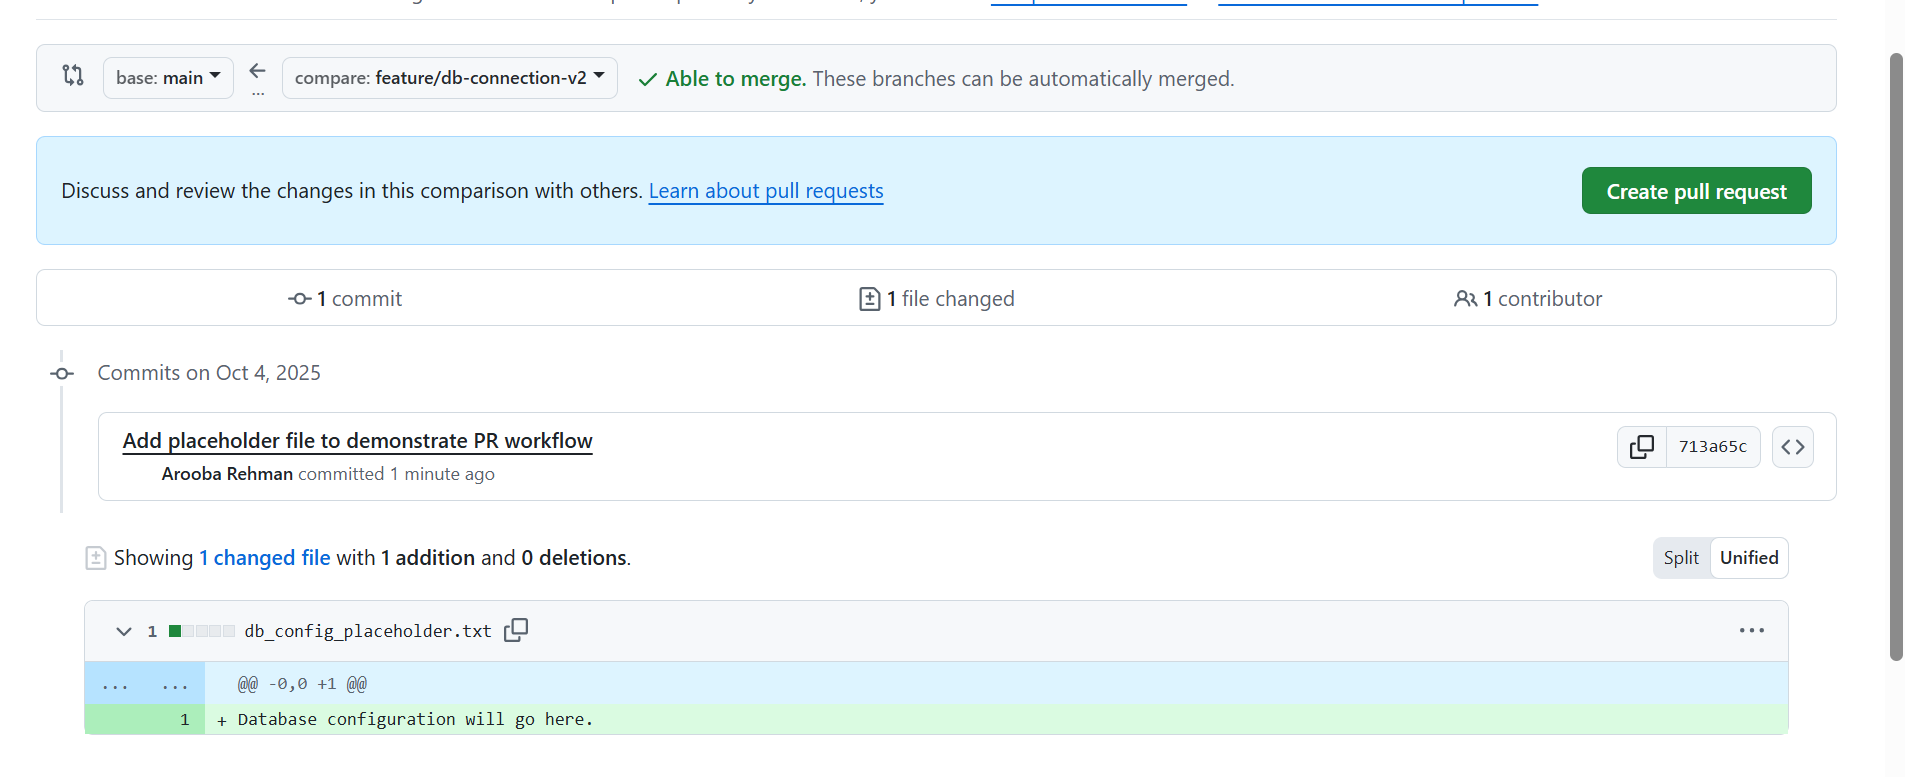 base: main
...
compare: feature/db-connection-v2
Able to merge. These branches can be automatically merged.
Discuss and review the changes in this comparison with others. Learn about pull requests
Create pull request
1 commit
1 file changed
1 contributor
Commits on Oct 4, 2025
Add placeholder file to demonstrate PR workflow
713a65c
Arooba Rehman committed 1 minute ago
Showing 1 changed file with 1 addition and 0 deletions.
Split Unified
1 db_config_placeholder.txt
... ... @@ -0,0 +1 @@
1 + Database configuration will go here.